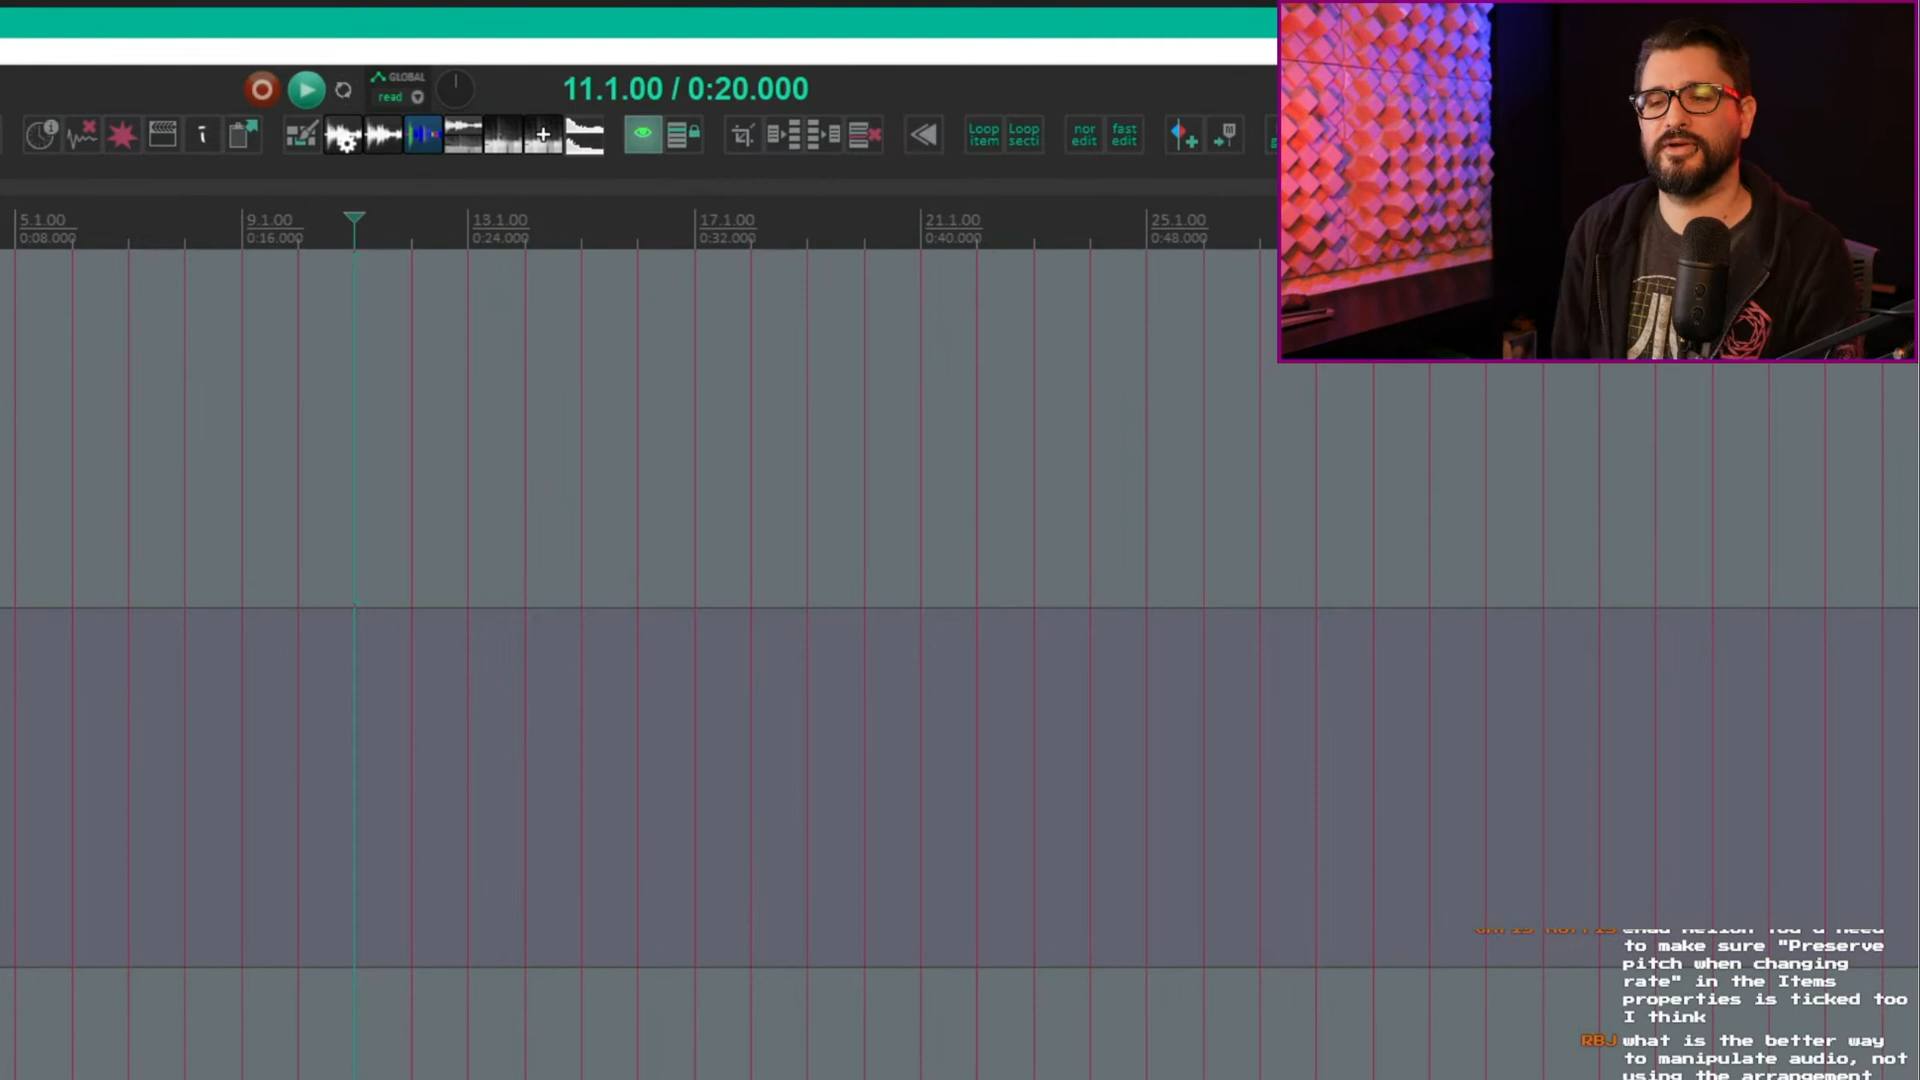 GLOBAL
read
11.1.00 / 0:20.000
Loop item
Loop secti
nor edit
fast edit
5.1.00
0:08.000
9.1.00
0:16.000
13.1.00
0:24.000
17.1.00
0:32.000
21.1.00
0:40.000
25.1.00
0:48.000
to make sure "Preserve
pitch when changing
rate" in the Items
properties is ticked too
I think
RBJ what is the better way
to manipulate audio, not
using the arrangement